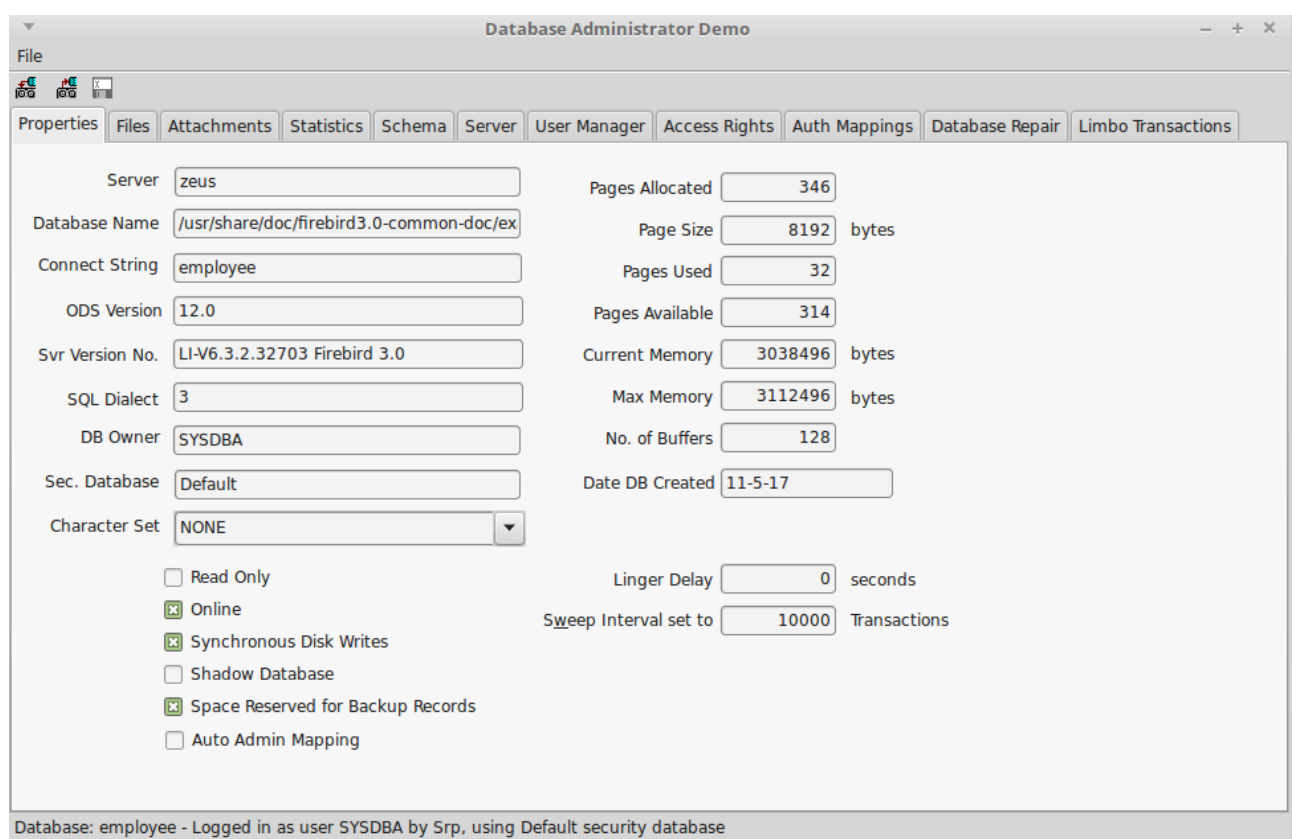 Database Administrator Demo
File
Properties Files Attachments Statistics Schema Server User Manager Access Rights Auth Mappings Database Repair Limbo Transactions
Server zeus
Database Name /usr/share/doc/firebird3.0-common-doc/ex
Connect String employee
ODS Version 12.0
Svr Version No. LI-V6.3.2.32703 Firebird 3.0
SQL Dialect 3
DB Owner SYSDBA
Sec. Database Default
Character Set NONE
Read Only
Online
Synchronous Disk Writes
Shadow Database
Space Reserved for Backup Records
Auto Admin Mapping
Pages Allocated 346
Page Size 8192 bytes
Pages Used 32
Pages Available 314
Current Memory 3038496 bytes
Max Memory 3112496 bytes
No. of Buffers 128
Date DB Created 11-5-17
Linger Delay 0 seconds
Sweep Interval set to 10000 Transactions
Database: employee - Logged in as user SYSDBA by Srp, using Default security database